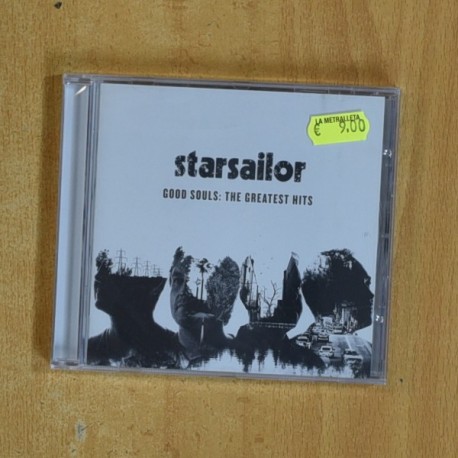 LA METRALLETA
€ 9.00
starsailor
GOOD SOULS: THE GREATEST HITS